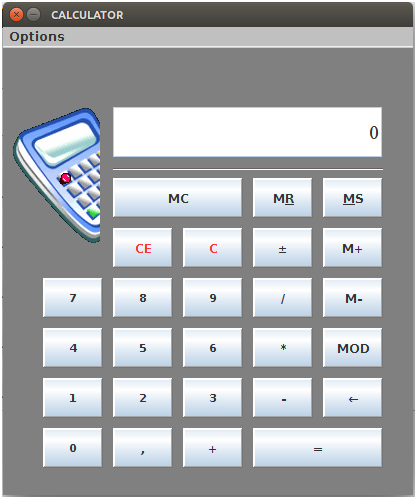 CALCULATOR
Options
0
MC MR MS
CE C ± M+
7 8 9 / M-
4 5 6 * MOD
1 2 3 - ←
0 , + =